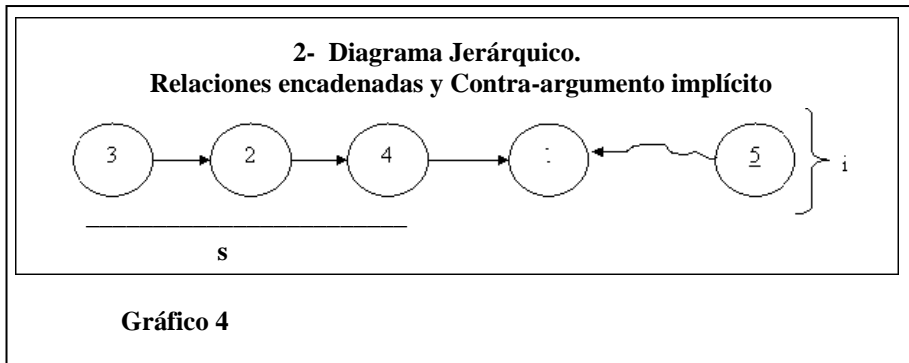 2- Diagrama Jerárquico.
Relaciones encadenadas y Contra-argumento implícito
3 2 4 5 i
s
Gráfico 4